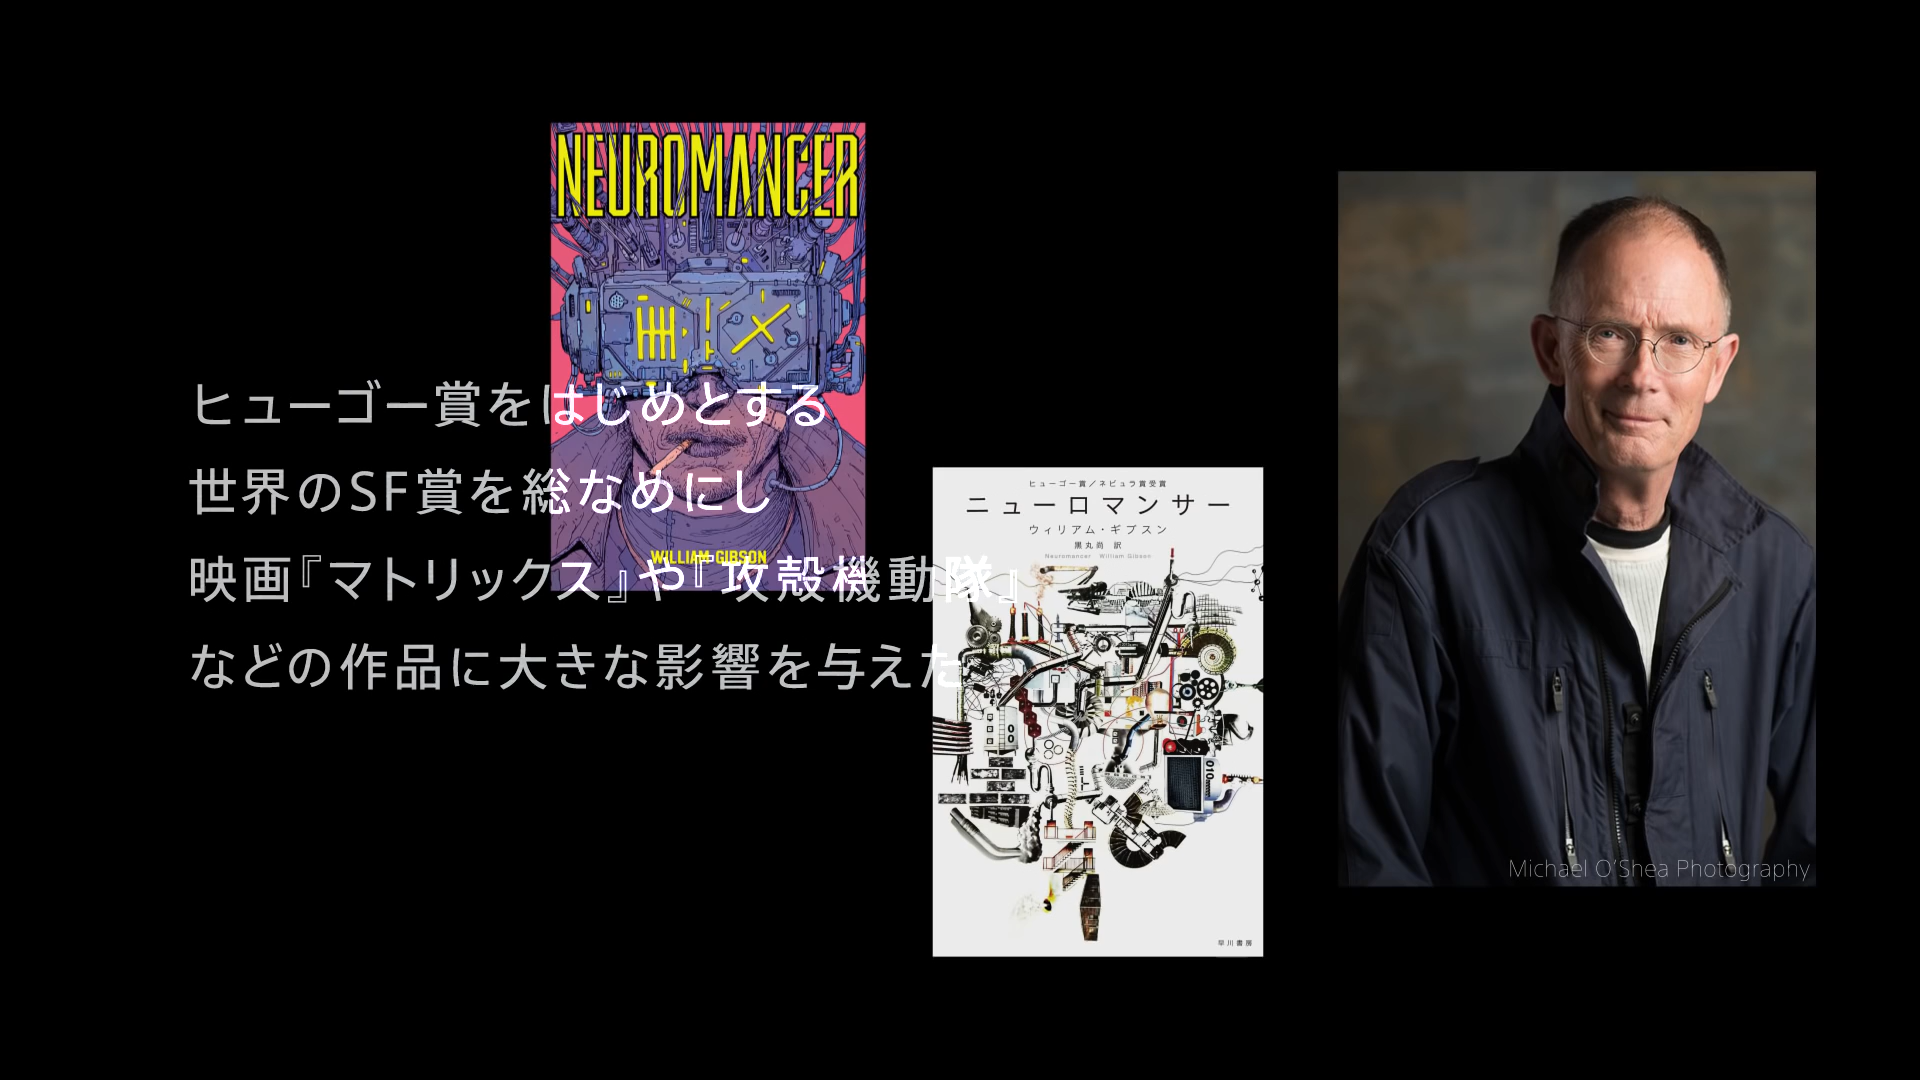 NEUROMANCER
ヒューゴー賞をはじめとする
世界のSF賞を総なめにし
映画『マトリックス』や『攻殻機動隊』
などの作品に大きな影響を与えた
WILLIAM GIBSON
ヒューゴー賞／ネビュラ賞受賞
ニューロマンサー
ウィリアム・ギブスン
黒丸尚 訳
Neuromancer William Gibson
00
010
早川書房
Michael O'Shea Photography